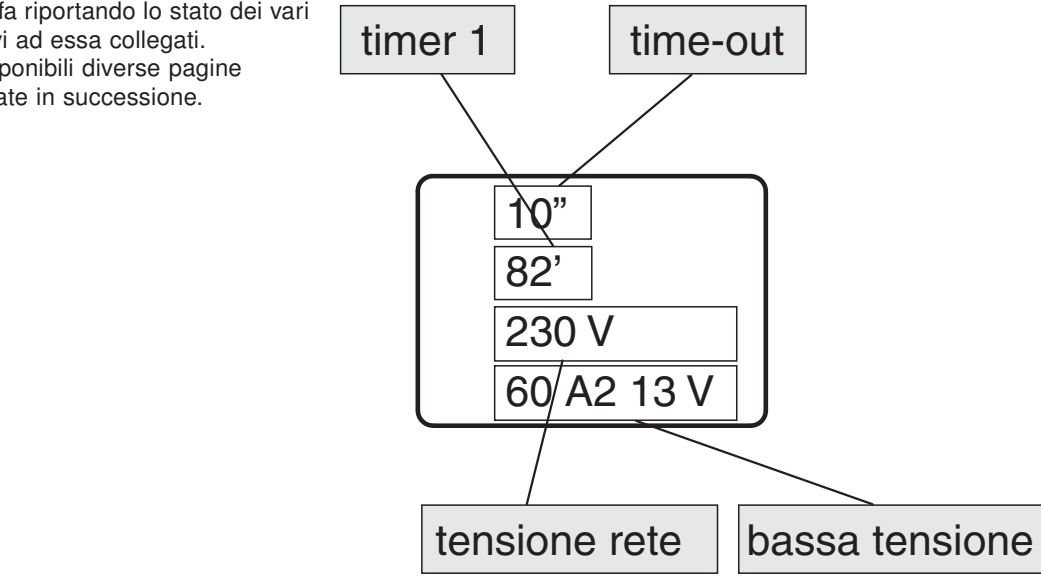 fa riportando lo stato dei vari
vi ad essa collegati.
ponibili diverse pagine
ate in successione.
timer 1
time-out
10”
82’
230 V
60 A2 13 V
tensione rete
bassa tensione